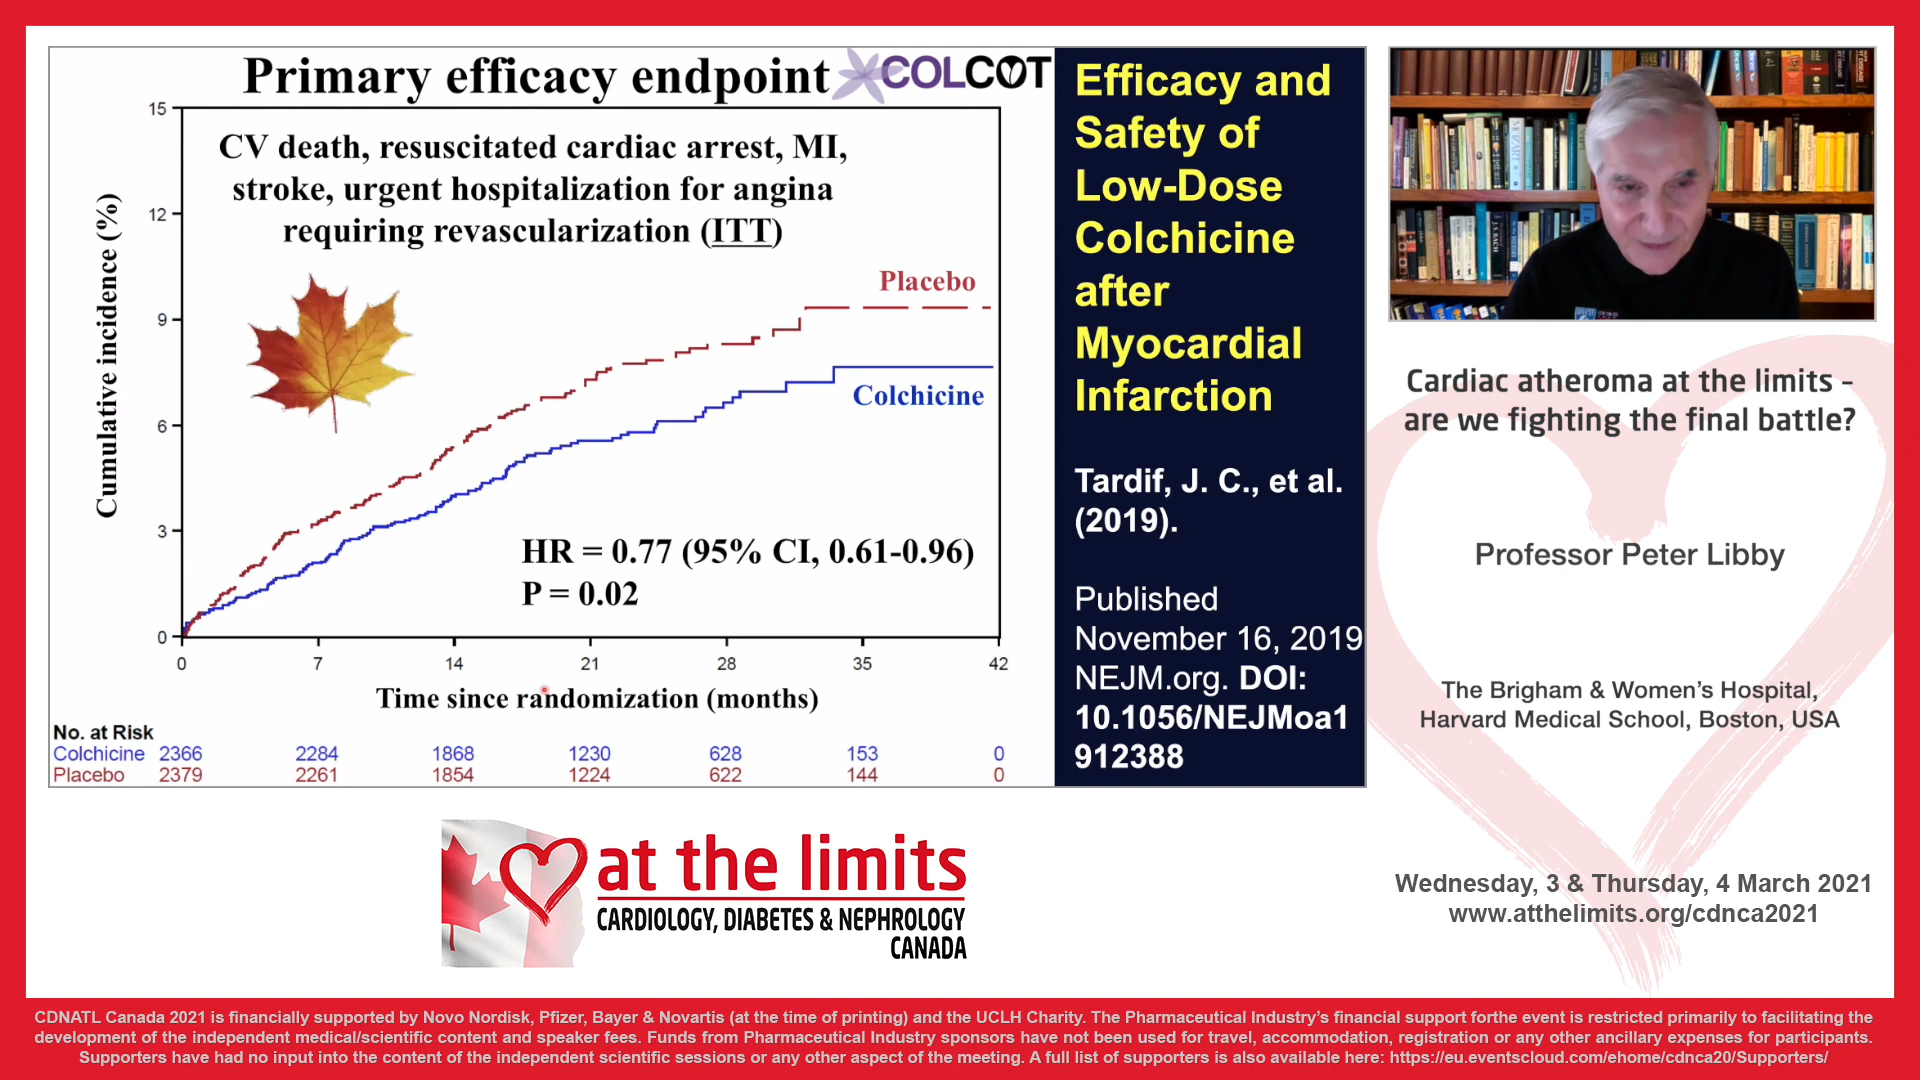 Primary efficacy endpoint
COLCOT
CV death, resuscitated cardiac arrest, MI,
stroke, urgent hospitalization for angina
requiring revascularization (ITT)
Cumulative incidence (%)
15
12
9
6
3
0
Placebo
Colchicine
HR = 0.77 (95% CI, 0.61-0.96)
P = 0.02
0 7 14 21 28 35 42
Time since randomization (months)
No. at Risk
Colchicine 2366 2284 1868 1230 628 153 0
Placebo 2379 2261 1854 1224 622 144 0
Efficacy and
Safety of
Low-Dose
Colchicine
after
Myocardial
Infarction
Tardif, J. C., et al.
(2019).
Published
November 16, 2019
NEJM.org. DOI:
10.1056/NEJMoa1
912388
Cardiac atheroma at the limits –
are we fighting the final battle?
Professor Peter Libby
The Brigham & Women's Hospital,
Harvard Medical School, Boston, USA
Wednesday, 3 & Thursday, 4 March 2021
www.atthelimits.org/cdnca2021
at the limits
CARDIOLOGY, DIABETES & NEPHROLOGY
CANADA
CDNATL Canada 2021 is financially supported by Novo Nordisk, Pfizer, Bayer & Novartis (at the time of printing) and the UCLH Charity. The Pharmaceutical Industry's financial support forthe event is restricted primarily to facilitating the
development of the independent medical/scientific content and speaker fees. Funds from Pharmaceutical Industry sponsors have not been used for travel, accommodation, registration or any other ancillary expenses for participants.
Supporters have had no input into the content of the independent scientific sessions or any other aspect of the meeting. A full list of supporters is also available here: https://eu.eventscloud.com/ehome/cdnca20/Supporters/